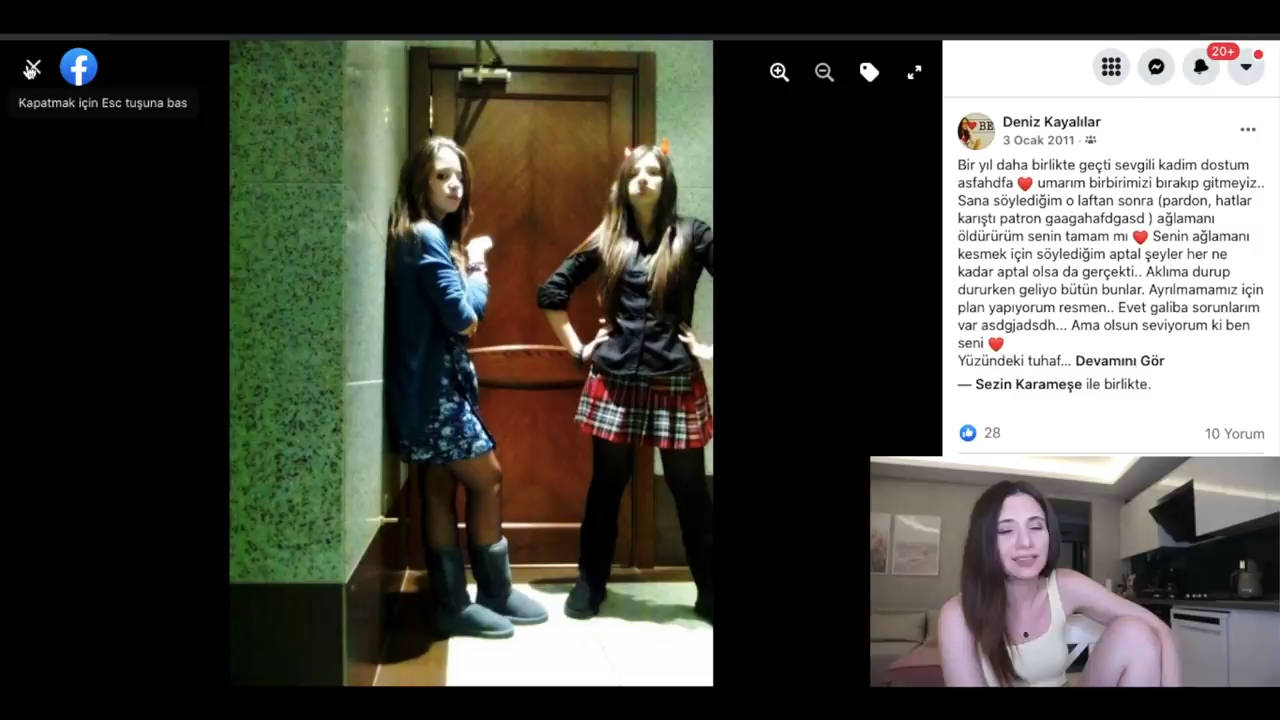 Kapatmak için Esc tuşuna bas
20+
Deniz Kayalılar
3 Ocak 2011 ·
Bir yıl daha birlikte geçti sevgili kadim dostum
asfahdfa ❤️ umarım birbirimizi bırakıp gitmeyiz..
Sana söylediğim o laftan sonra (pardon, hatlar
karıştı patron gaagahafdgasd ) ağlamanı
öldürürüm senin tamam mı ❤️ Senin ağlamanı
kesmek için söylediğim aptal şeyler her ne
kadar aptal olsa da gerçekti.. Aklıma durup
dururken geliyo bütün bunlar. Ayrılmamamız için
plan yapıyorum resmen.. Evet galiba sorunlarım
var asdgjadsdh... Ama olsun seviyorum ki ben
seni ❤️
Yüzündeki tuhaf... Devamını Gör
— Sezin Karameşe ile birlikte.
28
10 Yorum